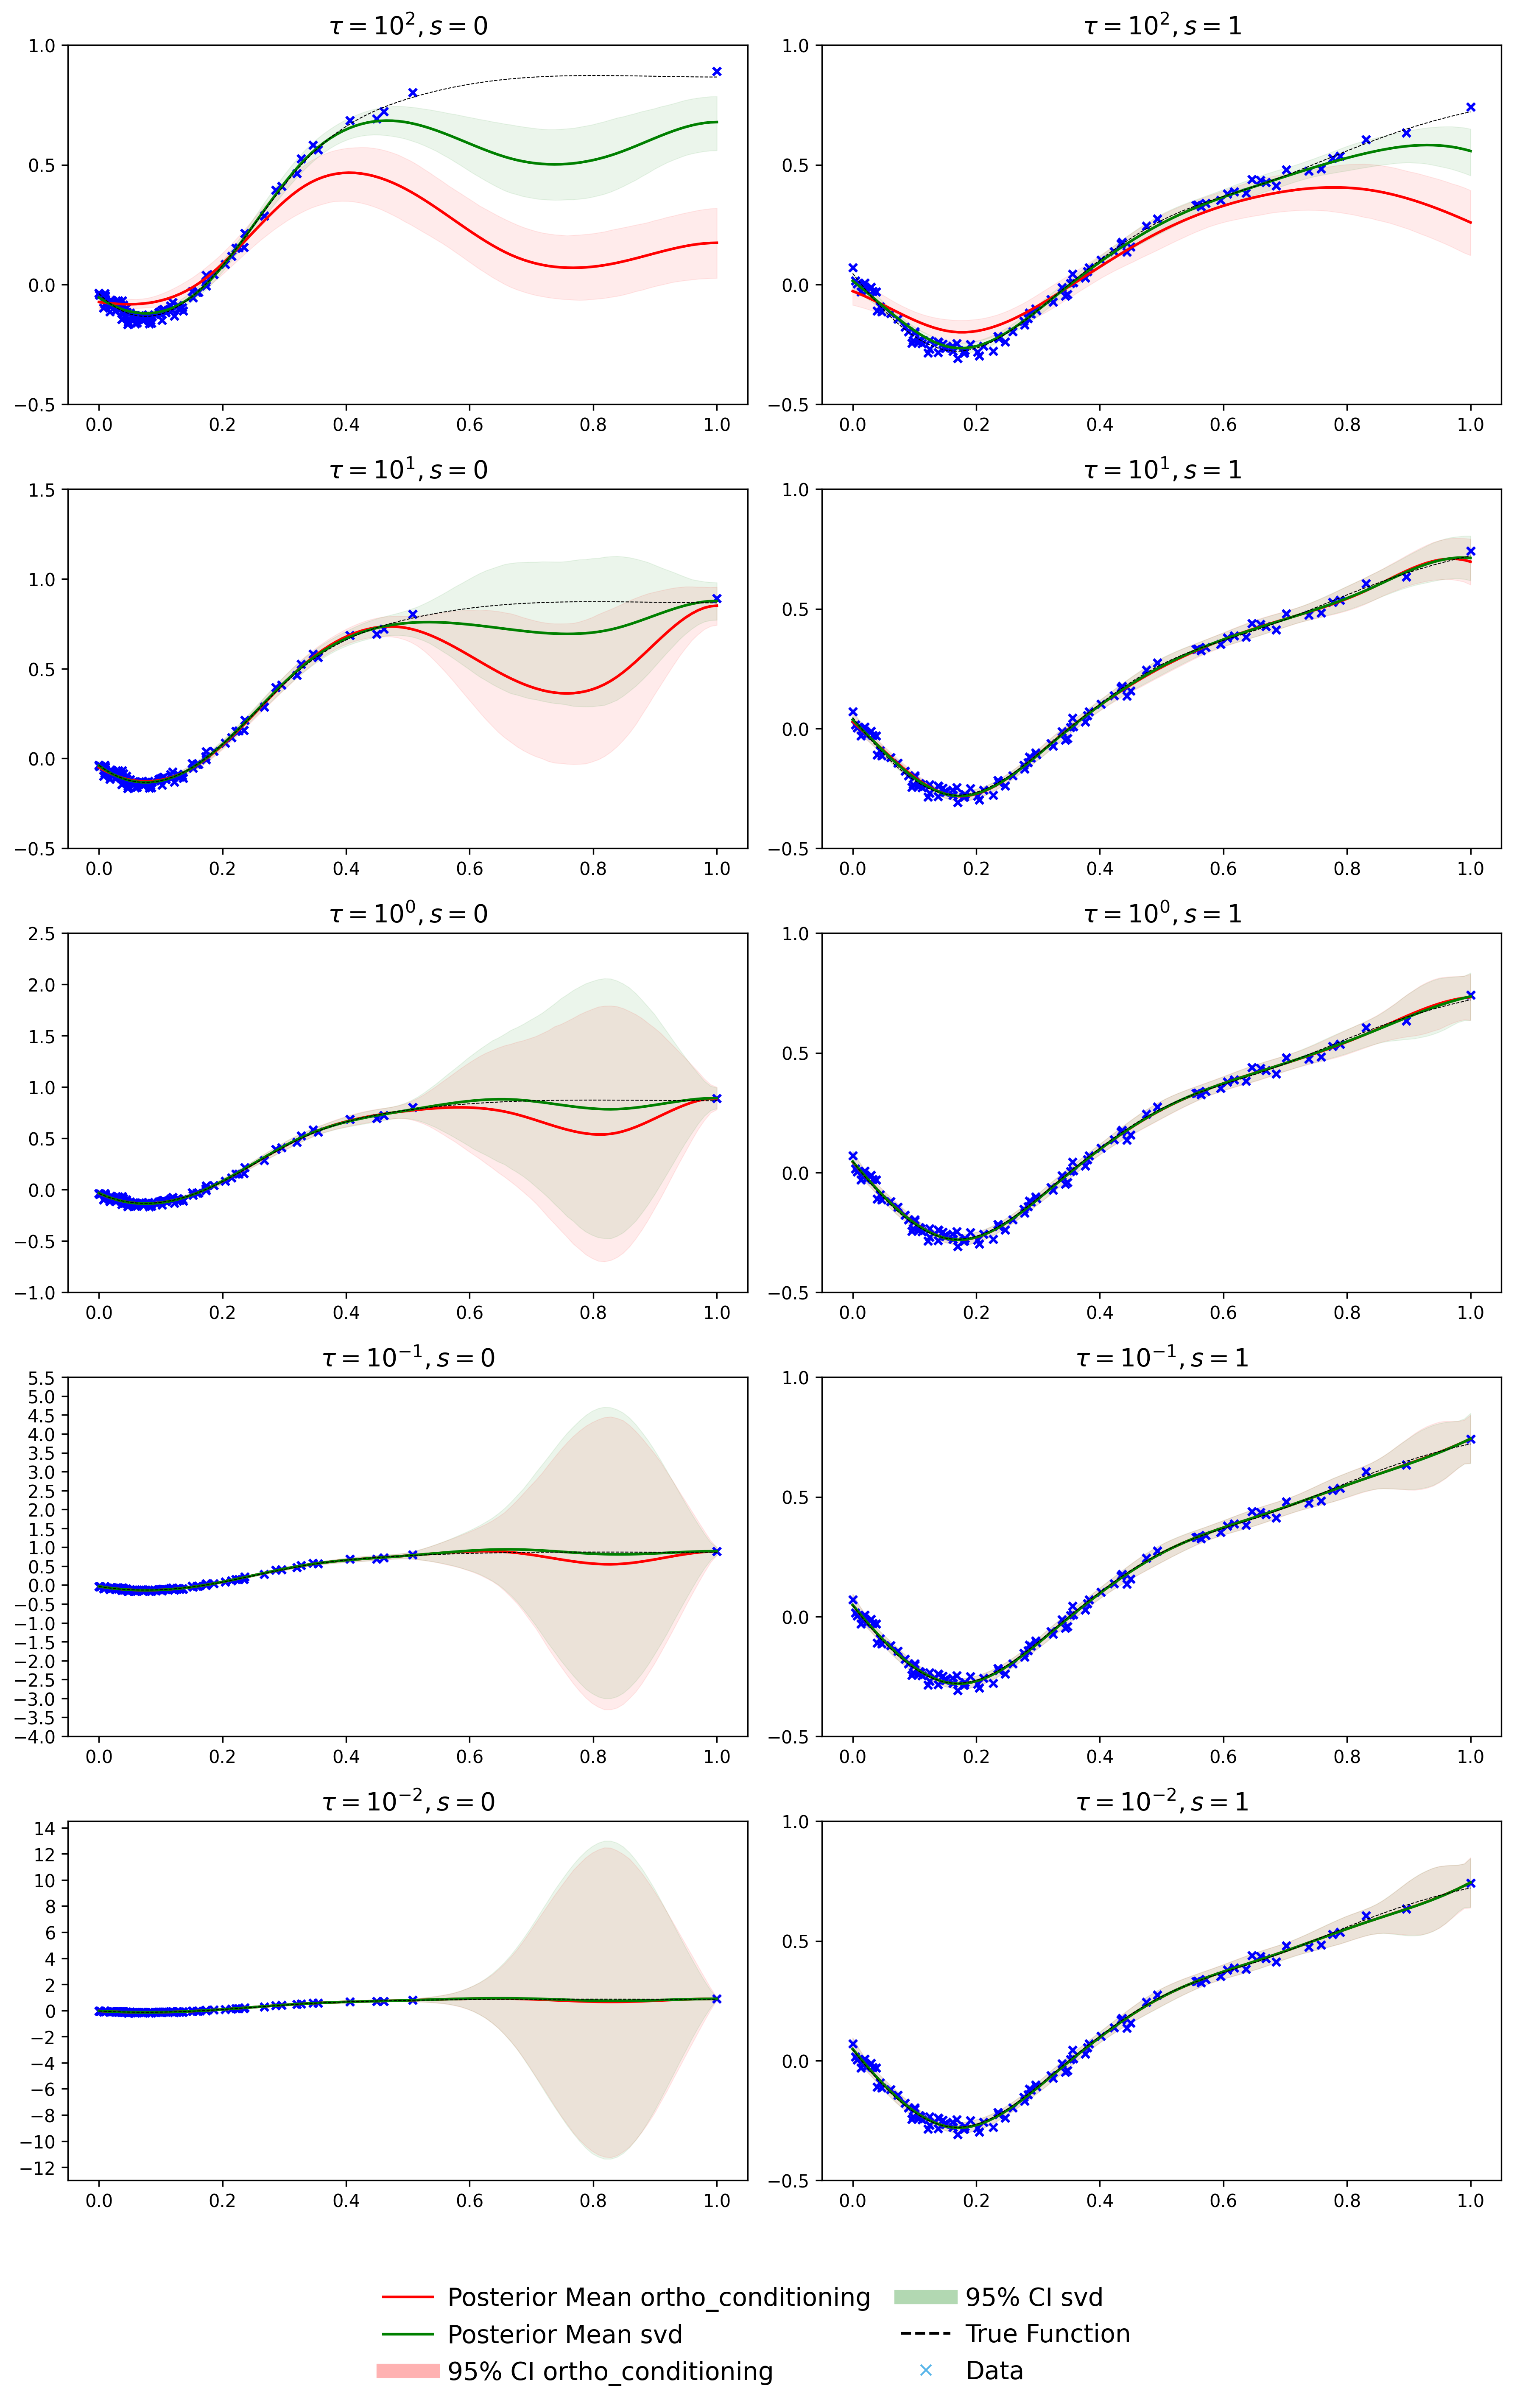 τ = 10², s = 0
1.0
0.5
0.0
−0.5
0.0 0.2 0.4 0.6 0.8 1.0
τ = 10², s = 1
1.0
0.5
0.0
−0.5
0.0 0.2 0.4 0.6 0.8 1.0
τ = 10¹, s = 0
1.5
1.0
0.5
0.0
−0.5
0.0 0.2 0.4 0.6 0.8 1.0
τ = 10¹, s = 1
1.0
0.5
0.0
−0.5
0.0 0.2 0.4 0.6 0.8 1.0
τ = 10⁰, s = 0
2.5
2.0
1.5
1.0
0.5
0.0
−0.5
−1.0
0.0 0.2 0.4 0.6 0.8 1.0
τ = 10⁰, s = 1
1.0
0.5
0.0
−0.5
0.0 0.2 0.4 0.6 0.8 1.0
τ = 10⁻¹, s = 0
5.5
5.0
4.5
4.0
3.5
3.0
2.5
2.0
1.5
1.0
0.5
0.0
−0.5
−1.0
−1.5
−2.0
−2.5
−3.0
−3.5
−4.0
0.0 0.2 0.4 0.6 0.8 1.0
τ = 10⁻¹, s = 1
1.0
0.5
0.0
−0.5
0.0 0.2 0.4 0.6 0.8 1.0
τ = 10⁻², s = 0
14
12
10
8
6
4
2
0
−2
−4
−6
−8
−10
−12
0.0 0.2 0.4 0.6 0.8 1.0
τ = 10⁻², s = 1
1.0
0.5
0.0
−0.5
0.0 0.2 0.4 0.6 0.8 1.0
Posterior Mean ortho_conditioning
Posterior Mean svd
95% CI ortho_conditioning
95% CI svd
True Function
Data